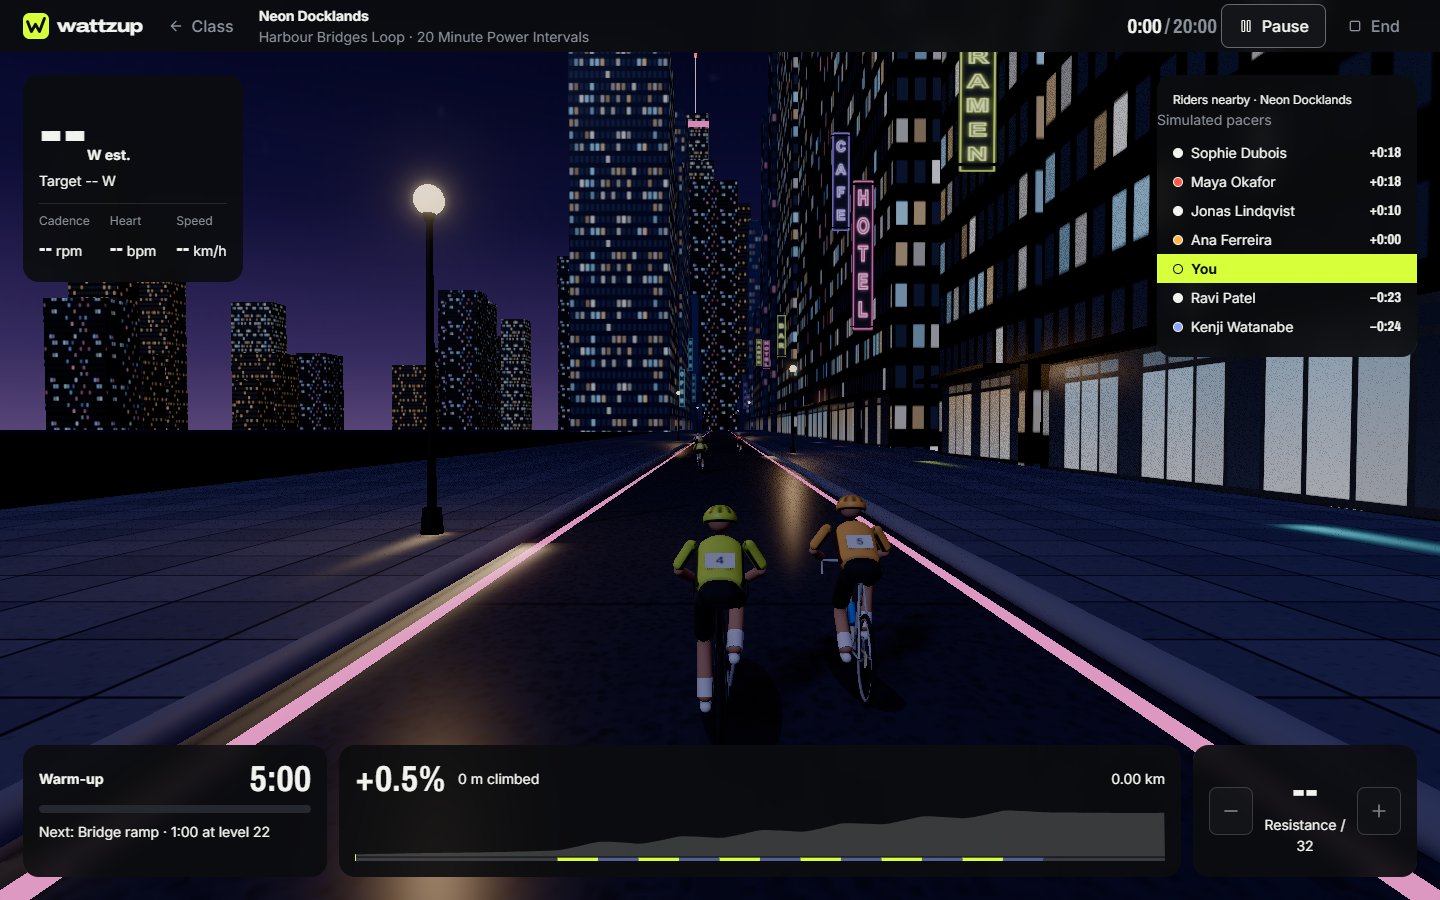 wattzup
Class
Neon Docklands
Harbour Bridges Loop · 20 Minute Power Intervals
0:00 / 20:00
Pause
End
-- W est.
Target -- W
Cadence Heart Speed
-- rpm -- bpm -- km/h
RAMEN
CAFE
HOTEL
Riders nearby · Neon Docklands
Simulated pacers
Sophie Dubois +0:18
Maya Okafor +0:18
Jonas Lindqvist +0:10
Ana Ferreira +0:00
You
Ravi Patel −0:23
Kenji Watanabe −0:24
4
5
Warm-up 5:00
Next: Bridge ramp · 1:00 at level 22
+0.5% 0 m climbed 0.00 km
--
Resistance /
32